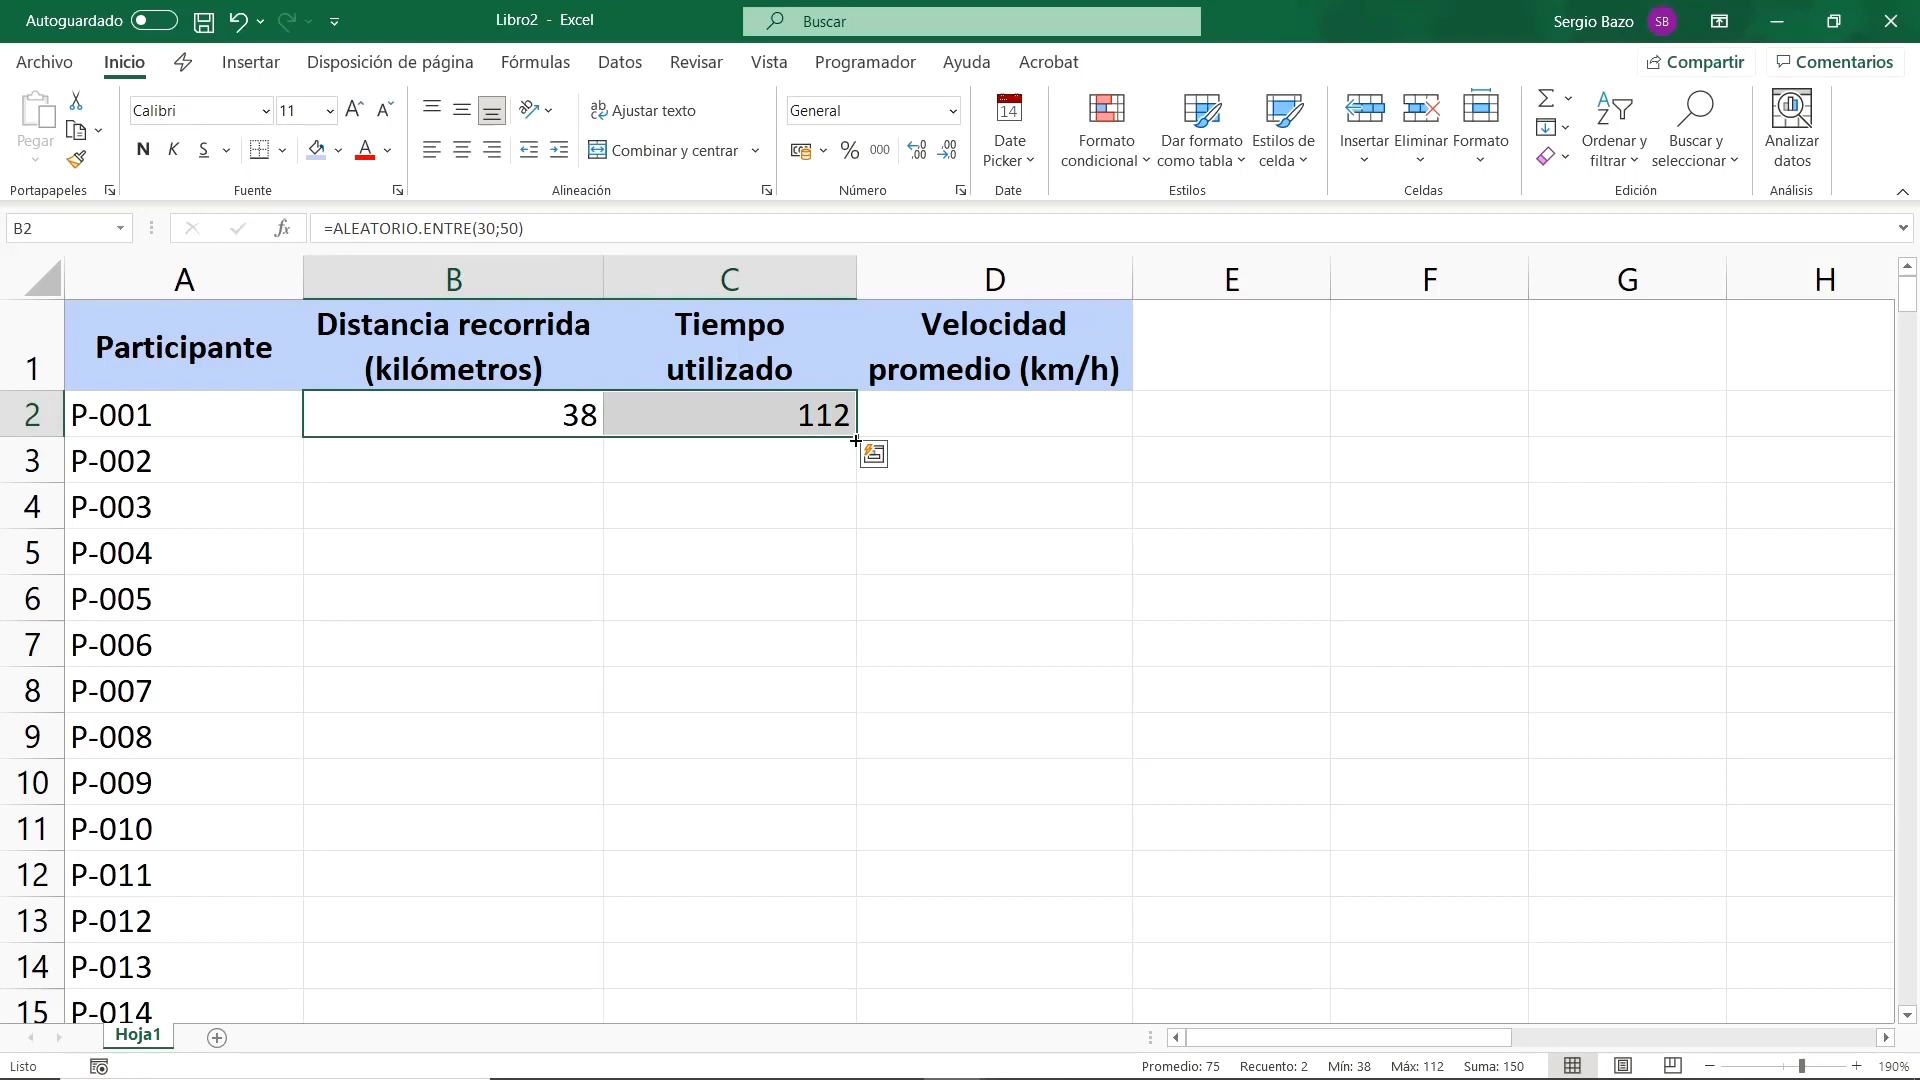 Autoguardado
Libro2 - Excel
Buscar
Sergio Bazo
SB
Archivo
Inicio
Insertar
Disposición de página
Fórmulas
Datos
Revisar
Vista
Programador
Ayuda
Acrobat
Compartir
Comentarios
Pegar
Calibri
11
N
K
S
Ajustar texto
Combinar y centrar
General
%
000
14
Date
Picker
Formato
condicional
Dar formato
como tabla
Estilos de
celda
Insertar
Eliminar
Formato
Ordenar y
filtrar
Buscar y
seleccionar
Analizar
datos
Portapapeles
Fuente
Alineación
Número
Date
Estilos
Celdas
Edición
Análisis
B2
fx
=ALEATORIO.ENTRE(30;50)
A B C D E F G H
1 Participante Distancia recorrida (kilómetros) Tiempo utilizado Velocidad promedio (km/h)
2 P-001 38 112
3 P-002
4 P-003
5 P-004
6 P-005
7 P-006
8 P-007
9 P-008
10 P-009
11 P-010
12 P-011
13 P-012
14 P-013
15 P-014
Hoja1
Listo
Promedio: 75 Recuento: 2 Mín: 38 Máx: 112 Suma: 150
190%